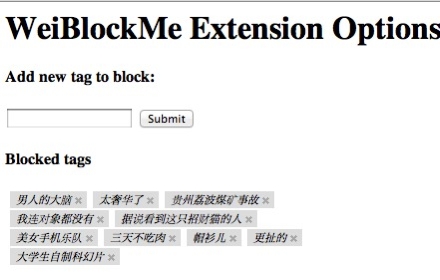 WeiBlockMe Extension Options
Add new tag to block:
Submit
Blocked tags
男人的大脑 × 太奢华了 × 贵州荔波煤矿事故 ×
我连对象都没有 × 据说看到这只招财猫的人 ×
美女手机乐队 × 三天不吃肉 × 帼衫儿 × 更扯的 ×
大学生自制科幻片 ×